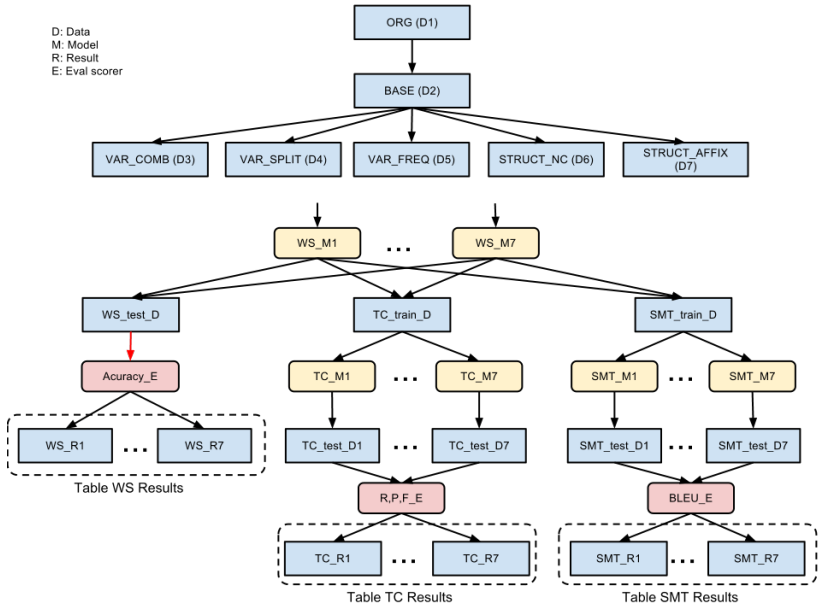 ORG (D1)
D: Data
M: Model
R: Result
E: Eval scorer
BASE (D2)
VAR_COMB (D3)
VAR_SPLIT (D4)
VAR_FREQ (D5)
STRUCT_NC (D6)
STRUCT_AFFIX
(D7)
WS_M1
...
WS_M7
WS_test_D
TC_train_D
SMT_train_D
Acuracy_E
TC_M1
...
TC_M7
SMT_M1
...
SMT_M7
WS_R1
...
WS_R7
TC_test_D1
...
TC_test_D7
SMT_test_D1
...
SMT_test_D7
Table WS Results
R,P,F_E
BLEU_E
TC_R1
...
TC_R7
SMT_R1
...
SMT_R7
Table TC Results
Table SMT Results